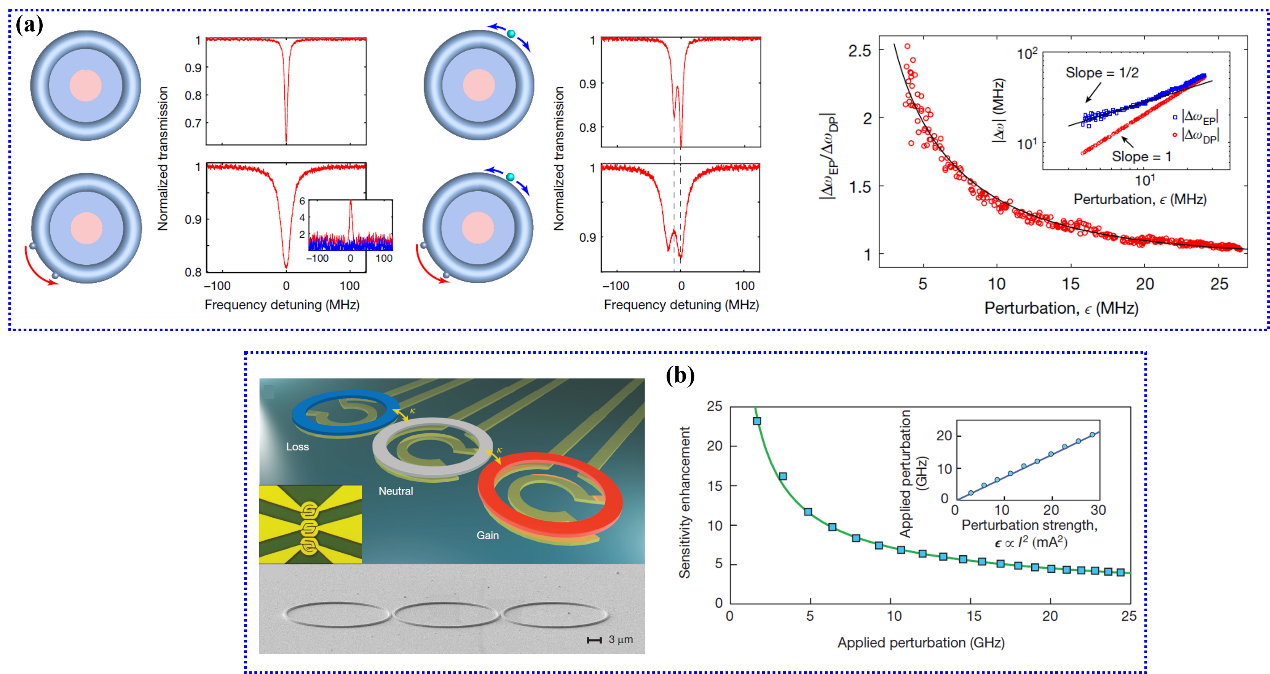 (a)
Normalized transmission
1
0.9
0.8
0.7
1
0.9
0.8
6
4
2
−100
0
100
−100
0
100
Frequency detuning (MHz)
Normalized transmission
1
0.9
0.8
1
0.9
−100
0
100
Frequency detuning (MHz)
|ΔωEP/ΔωDP|
2.5
2
1.5
1
5
10
15
20
25
Perturbation, ϵ (MHz)
|Δω| (MHz)
10²
10¹
Slope = 1/2
|ΔωEP|
|ΔωDP|
Slope = 1
10¹
Perturbation, ϵ (MHz)
(b)
κ
Loss
κ
Neutral
Gain
3 μm
Sensitivity enhancement
25
20
15
10
5
0
0
5
10
15
20
25
Applied perturbation (GHz)
Applied perturbation
(GHz)
20
10
0
0
10
20
30
Perturbation strength,
ϵ ∝ I² (mA²)